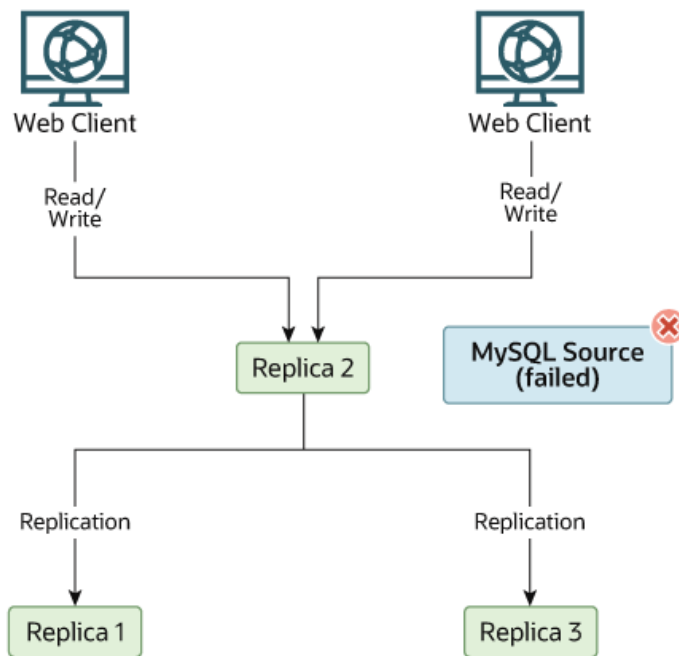 Web Client
Web Client
Read/
Write
Read/
Write
Replica 2
MySQL Source
(failed)
Replication
Replication
Replica 1
Replica 3